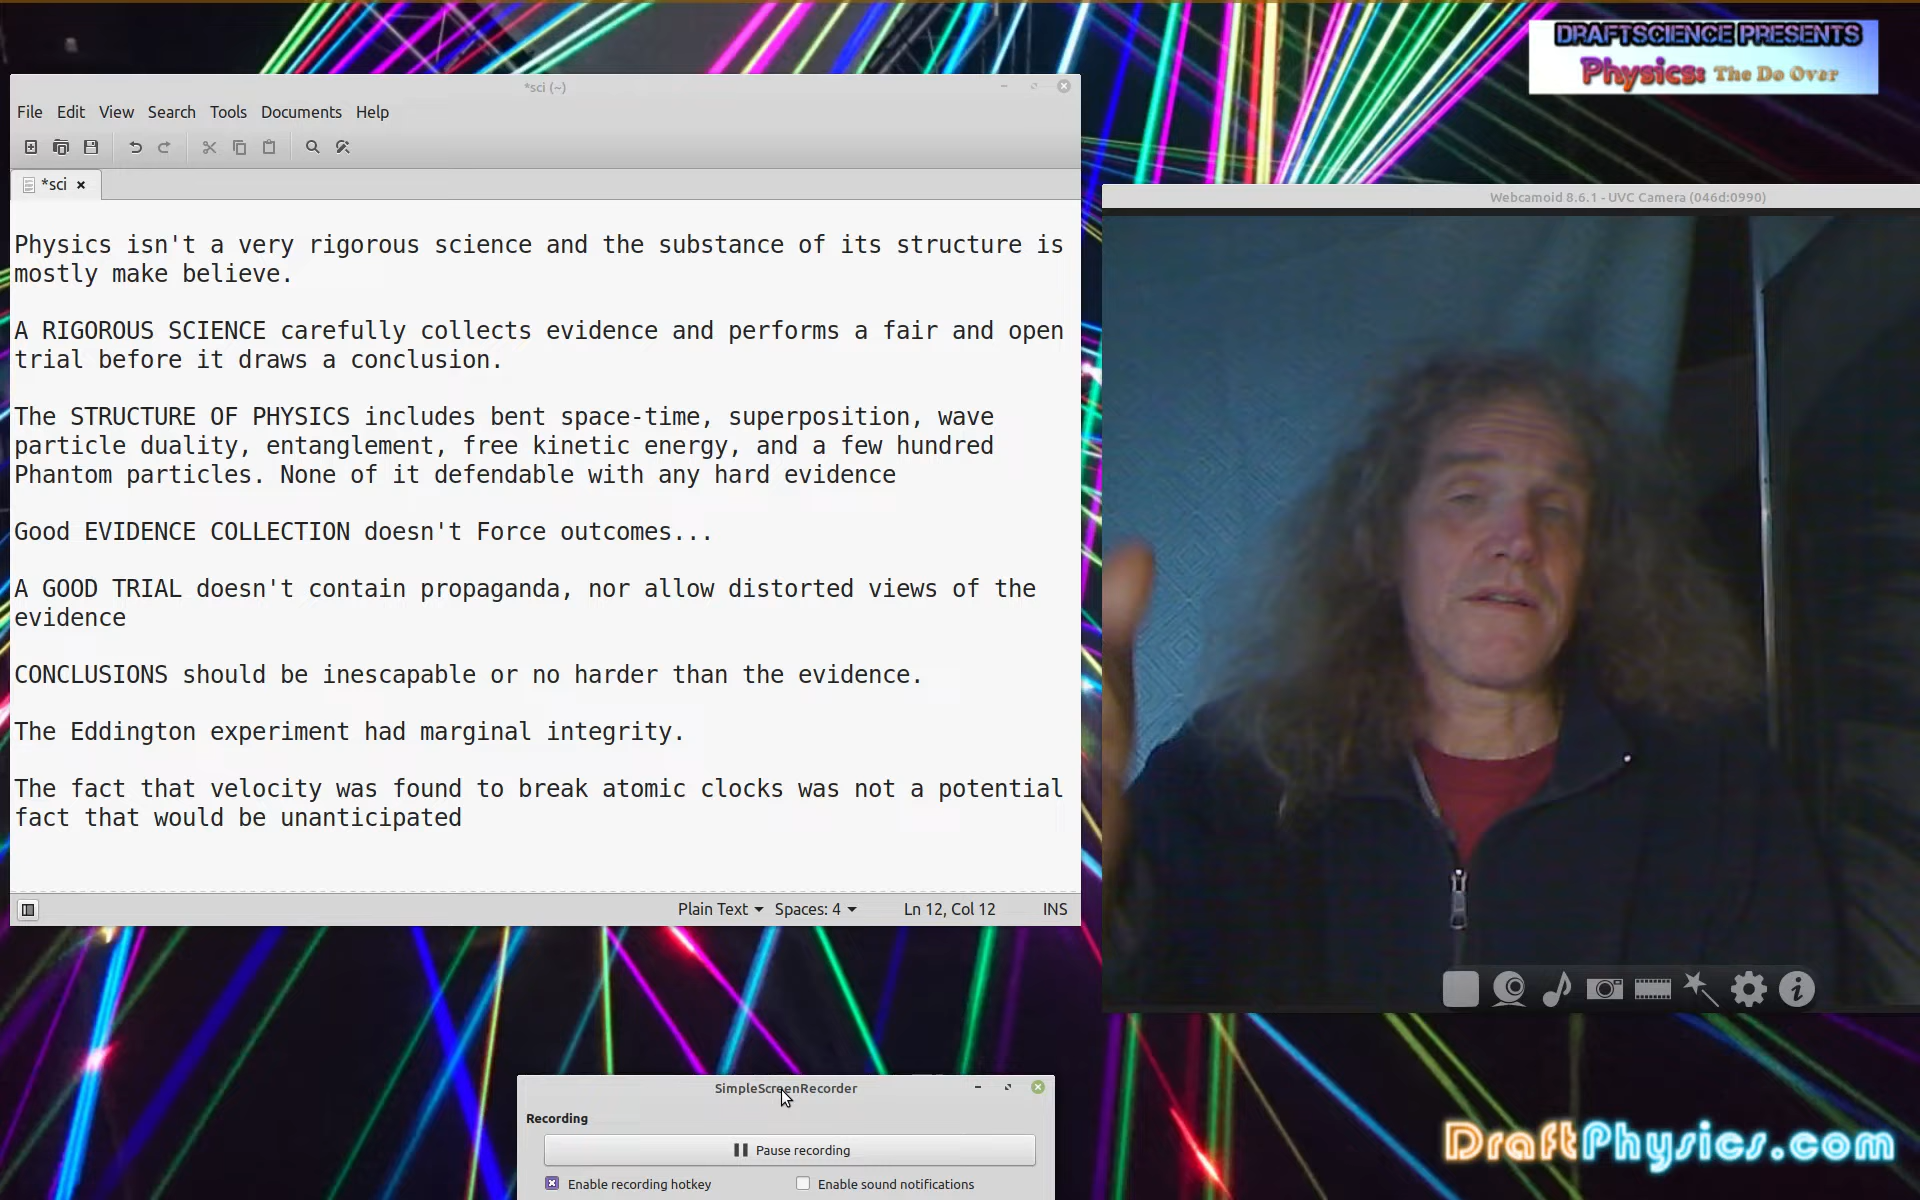 DRAFTSCIENCE PRESENTS
Physics: The Do Over
*sci (~)
File Edit View Search Tools Documents Help
*sci
Physics isn't a very rigorous science and the substance of its structure is
mostly make believe.
A RIGOROUS SCIENCE carefully collects evidence and performs a fair and open
trial before it draws a conclusion.
The STRUCTURE OF PHYSICS includes bent space-time, superposition, wave
particle duality, entanglement, free kinetic energy, and a few hundred
Phantom particles. None of it defendable with any hard evidence
Good EVIDENCE COLLECTION doesn't Force outcomes...
A GOOD TRIAL doesn't contain propaganda, nor allow distorted views of the
evidence
CONCLUSIONS should be inescapable or no harder than the evidence.
The Eddington experiment had marginal integrity.
The fact that velocity was found to break atomic clocks was not a potential
fact that would be unanticipated
Plain Text Spaces: 4 Ln 12, Col 12 INS
Webcamoid 8.6.1 - UVC Camera (046d:0990)
SimpleScreenRecorder
Recording
Pause recording
Enable recording hotkey Enable sound notifications
DraftPhysics.com